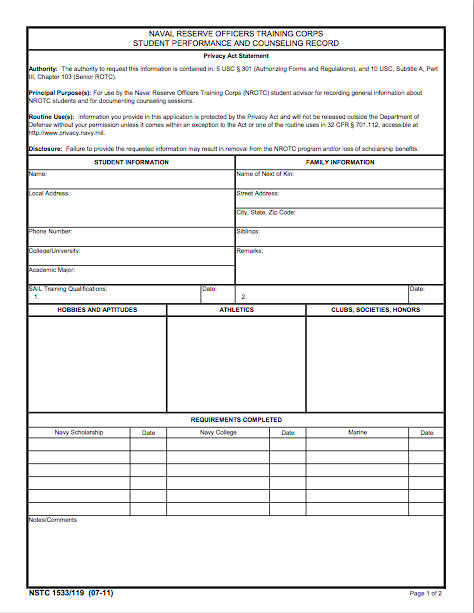 NAVAL RESERVE OFFICERS TRAINING CORPS
STUDENT PERFORMANCE AND COUNSELING RECORD
Privacy Act Statement
Authority: The authority to request this information is contained in: 5 USC § 301 (Authorizing Forms and Regulations), and 10 USC, Subtitle A, Part
III, Chapter 103 (Senior ROTC).
Principal Purpose(s): For use by the Naval Reserve Officers Training Corps (NROTC) student advisor for recording general information about
NROTC students and for documenting counseling sessions.
Routine Use(s): Information you provide in this application is protected by the Privacy Act and will not be released outside the Department of
Defense without your permission unless it comes within an exception to the Act or one of the routine uses in 32 CFR § 701.112, accessible at
http://www.privacy.navy.mil.
Disclosure: Failure to provide the requested information may result in removal from the NROTC program and/or loss of scholarship benefits.
STUDENT INFORMATION
FAMILY INFORMATION
Name:
Name of Next of Kin:
Local Address:
Street Address:
City, State, Zip Code:
Phone Number:
Siblings:
College/University:
Remarks:
Academic Major:
SAIL Training Qualifications:
Date:
Date:
1.
2.
HOBBIES AND APTITUDES
ATHLETICS
CLUBS, SOCIETIES, HONORS
REQUIREMENTS COMPLETED
Navy Scholarship
Date
Navy College
Date
Marine
Date
Notes/Comments
NSTC 1533/119 (07-11)
Page 1 of 2